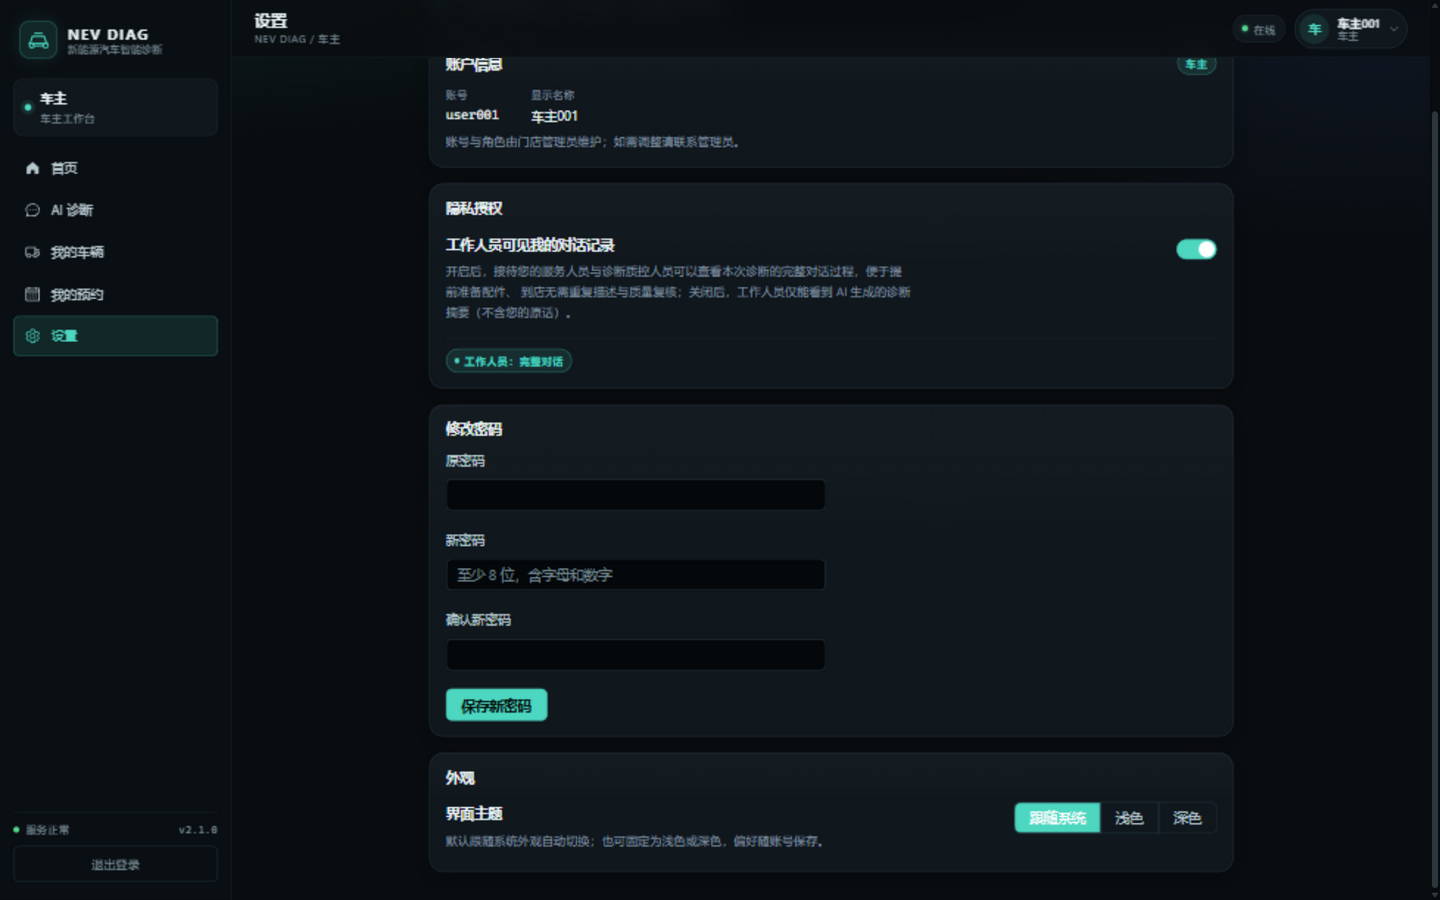 NEV DIAG
新能源汽车智能诊断
车主
车主工作台
首页
AI 诊断
我的车辆
我的预约
设置
服务正常
v2.1.0
退出登录
设置
NEV DIAG / 车主
在线
车
车主001
车主
账户信息
车主
账号
显示名称
user001
车主001
账号与角色由门店管理员维护；如需调整请联系管理员。
隐私授权
工作人员可见我的对话记录
开启后，接待您的服务人员与诊断质控人员可以查看本次诊断的完整对话过程，便于提
前准备配件、 到店无需重复描述与质量复核；关闭后，工作人员仅能看到 AI 生成的诊断
摘要（不含您的原话）。
工作人员：完整对话
修改密码
原密码
新密码
至少 8 位，含字母和数字
确认新密码
保存新密码
外观
界面主题
跟随系统
浅色
深色
默认跟随系统外观自动切换；也可固定为浅色或深色，偏好随账号保存。